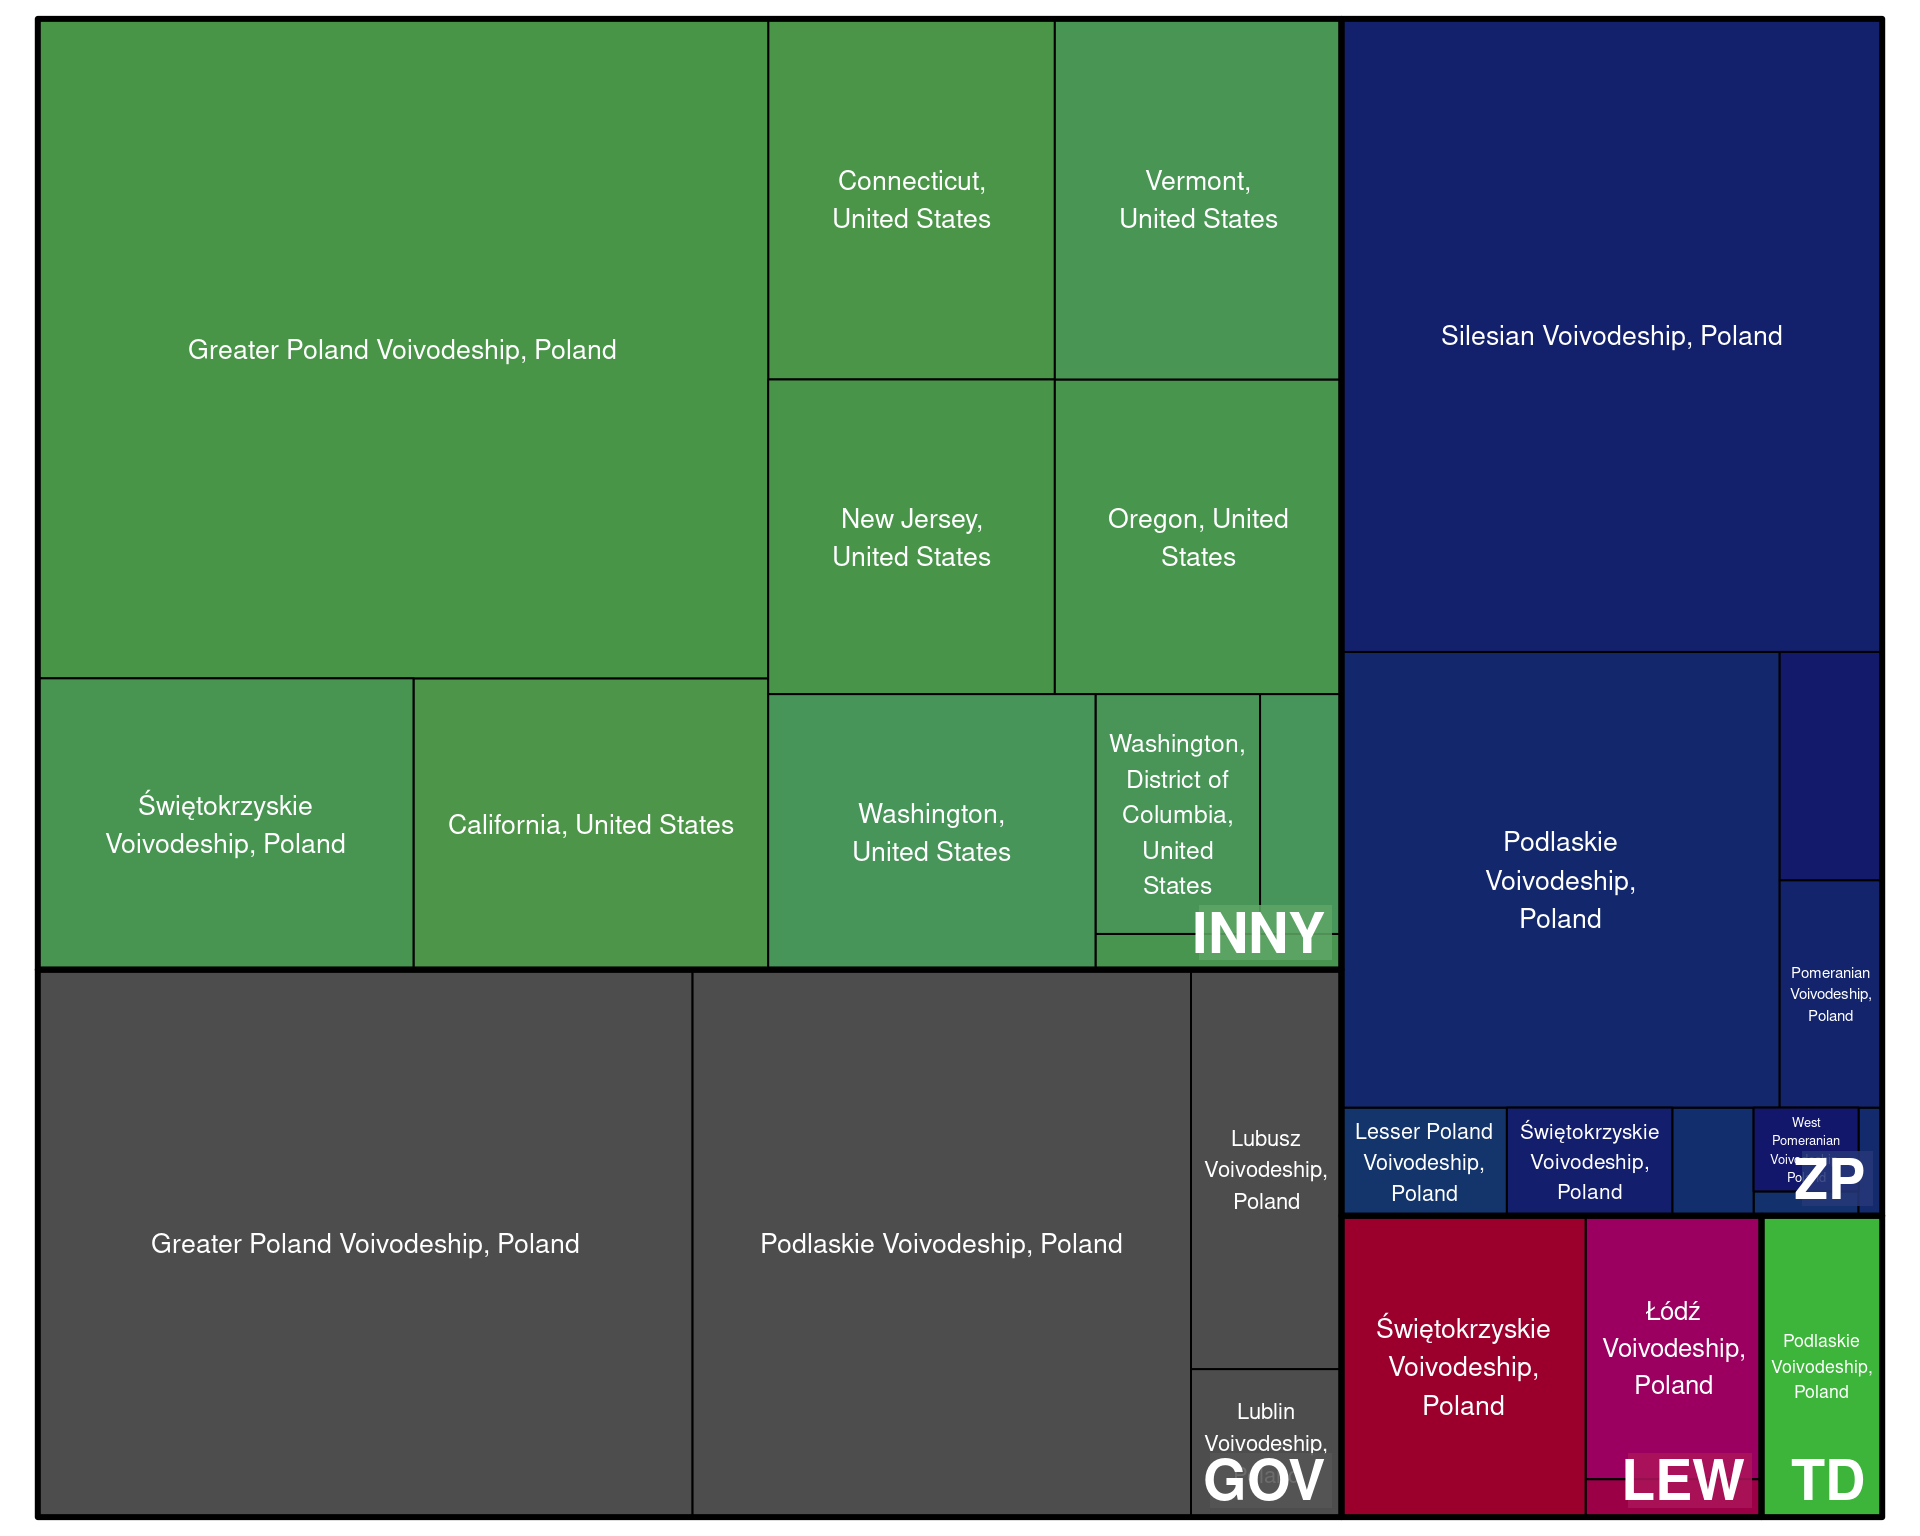 Greater Poland Voivodeship, Poland
Connecticut,
United States
Vermont,
United States
New Jersey,
United States
Oregon, United
States
Świętokrzyskie
Voivodeship, Poland
California, United States
Washington,
United States
Washington,
District of
Columbia,
United
States
INNY
Greater Poland Voivodeship, Poland
Podlaskie Voivodeship, Poland
Lubusz
Voivodeship,
Poland
Lublin
Voivodeship,
GOV
Silesian Voivodeship, Poland
Podlaskie
Voivodeship,
Poland
Pomeranian
Voivodeship,
Poland
Lesser Poland
Voivodeship,
Poland
Świętokrzyskie
Voivodeship,
Poland
West
Pomeranian
ZP
Świętokrzyskie
Voivodeship,
Poland
Łódź
Voivodeship,
Poland
LEW
Podlaskie
Voivodeship,
Poland
TD